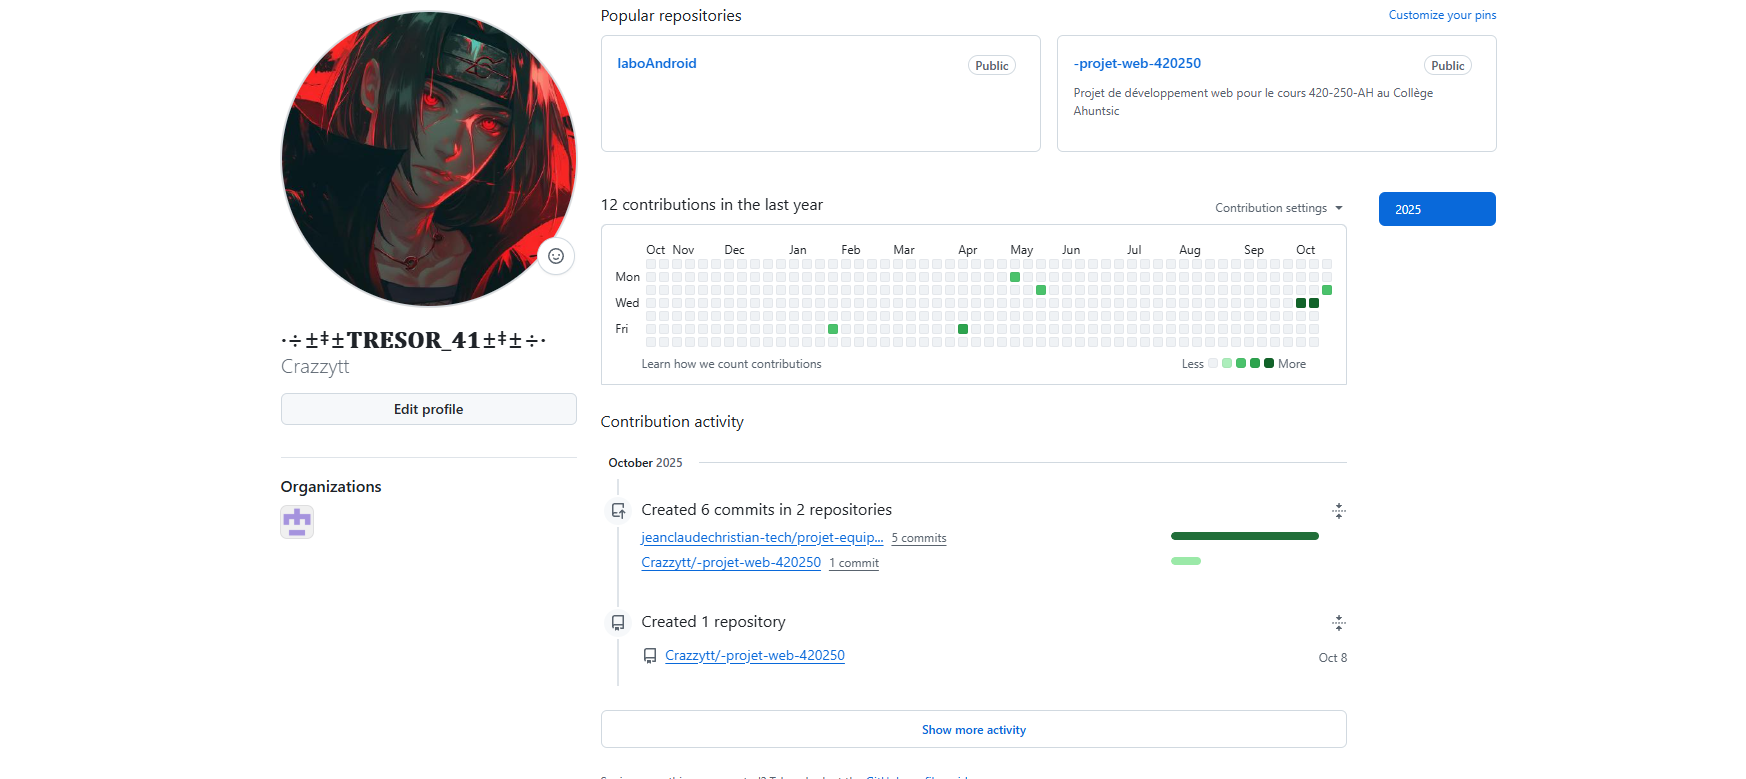 ·÷±‡±TRESOR_41±‡±÷·
Crazzytt
Edit profile
Organizations
Popular repositories
Customize your pins
laboAndroid
Public
-projet-web-420250
Public
Projet de développement web pour le cours 420-250-AH au Collège
Ahuntsic
12 contributions in the last year
Contribution settings
2025
Oct Nov Dec Jan Feb Mar Apr May Jun Jul Aug Sep Oct
Mon
Wed
Fri
Learn how we count contributions
Less
More
Contribution activity
October 2025
Created 6 commits in 2 repositories
jeanclaudechristian-tech/projet-equip... 5 commits
Crazzytt/-projet-web-420250 1 commit
Created 1 repository
Crazzytt/-projet-web-420250
Oct 8
Show more activity